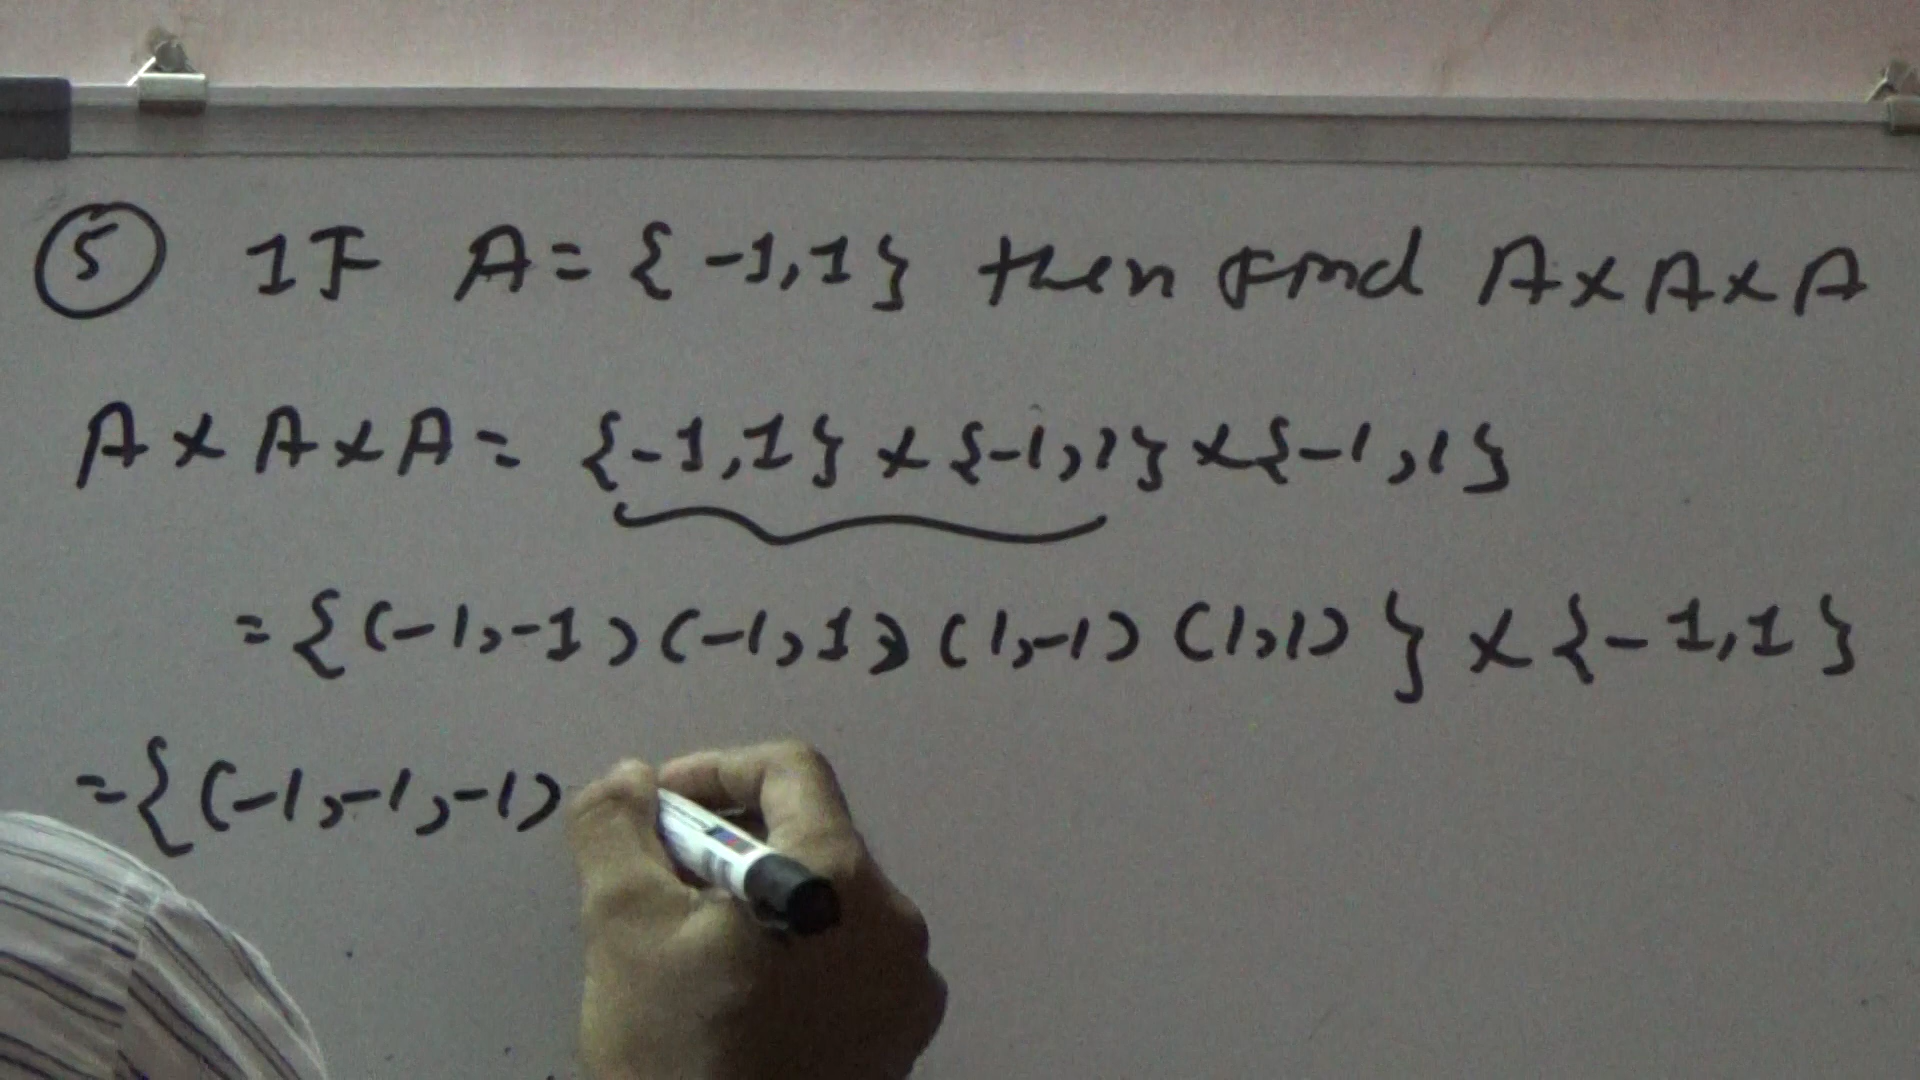 5 IF A = {-1,1} then find A×A×A
A×A×A = {-1,1} × {-1,1} × {-1,1}
= {(-1,-1) (-1,1) (1,-1) (1,1)} × {-1,1}
= {(-1,-1,-1)